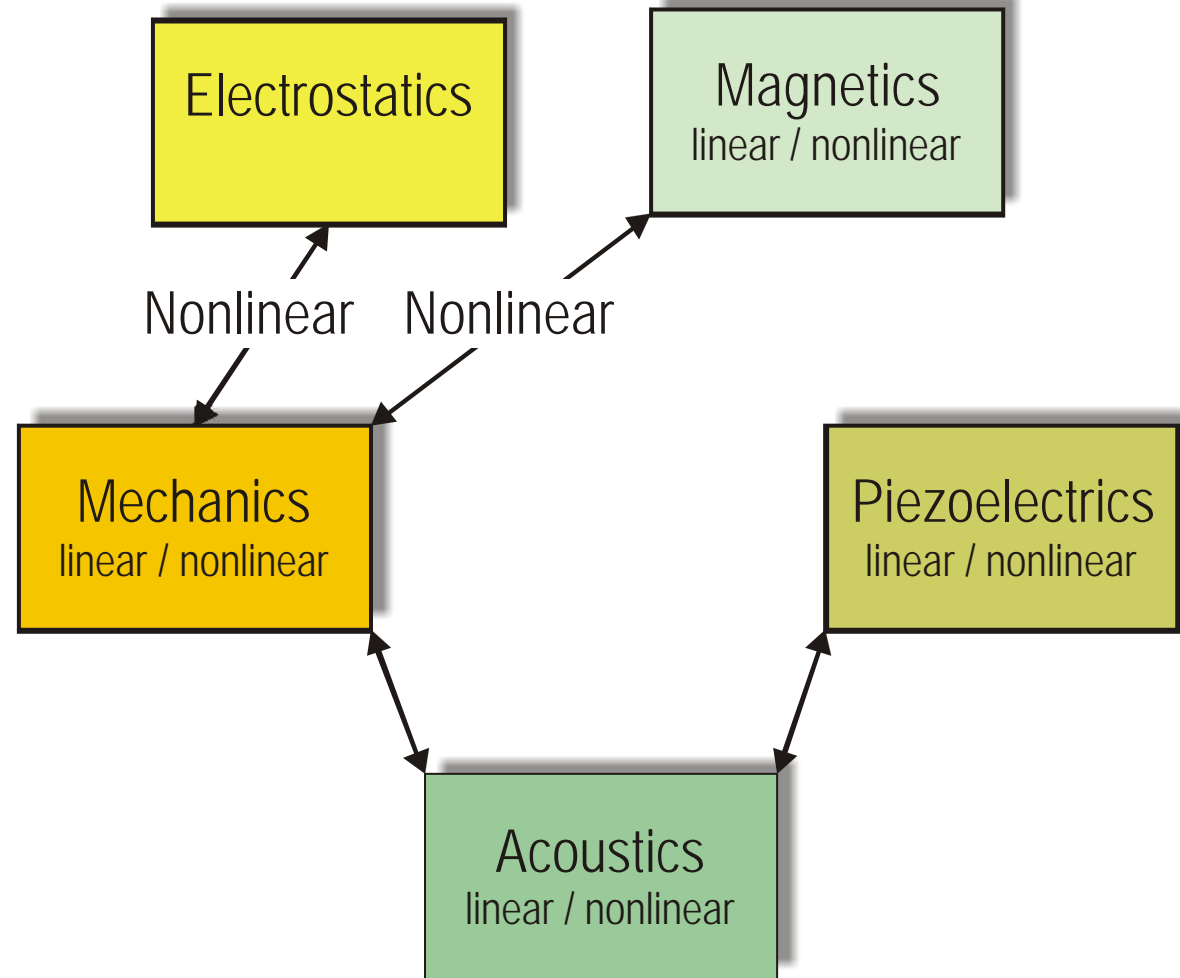 Electrostatics
Magnetics
linear / nonlinear
Nonlinear
Nonlinear
Mechanics
linear / nonlinear
Piezoelectrics
linear / nonlinear
Acoustics
linear / nonlinear